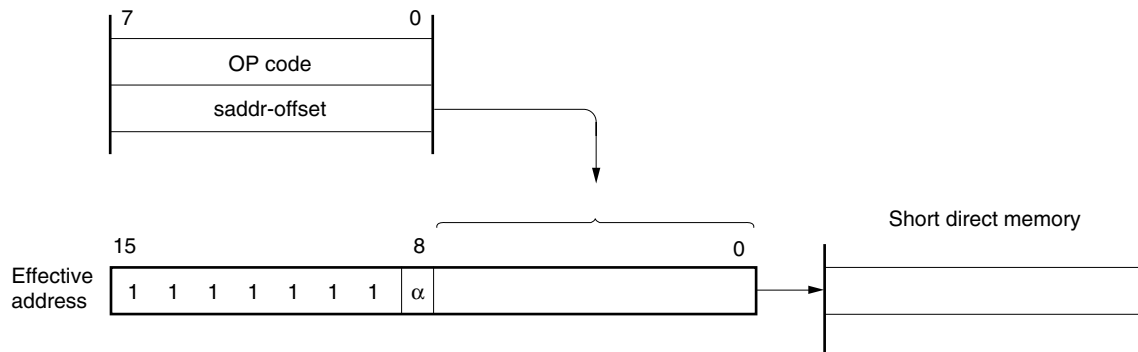 7 0
OP code
saddr-offset
Short direct memory
15 8 0
Effective
address
1 1 1 1 1 1 1 α